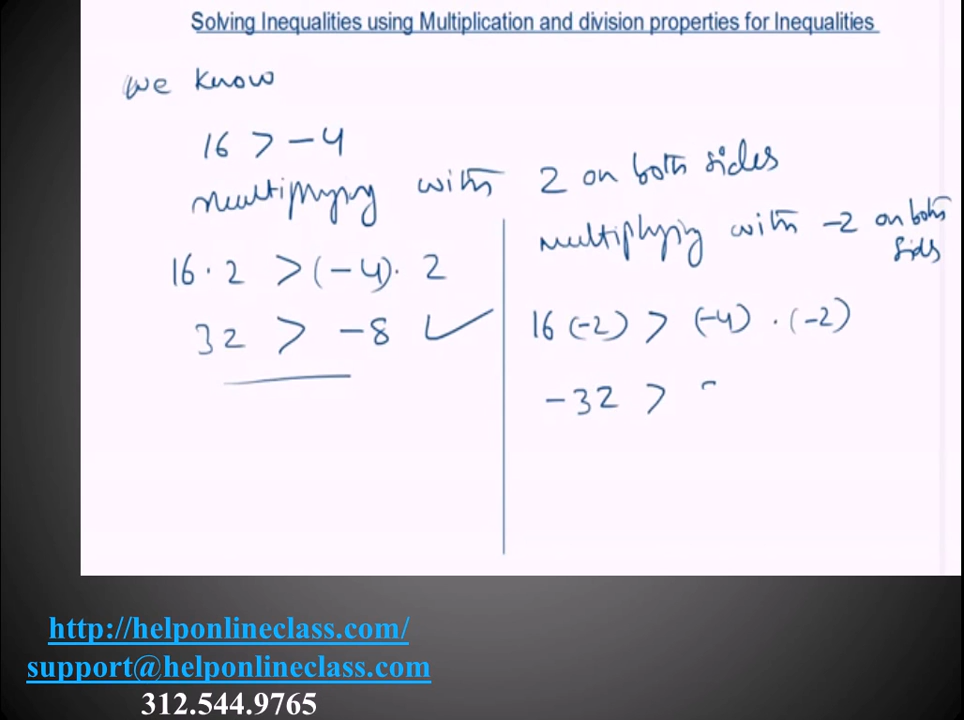 Solving Inequalities using Multiplication and division properties for Inequalities
we know
16 > -4
multiplying with 2 on both sides
16 · 2 > (-4) · 2
32 > -8 ✓
multiplying with -2 on both
sides
16 (-2) > (-4) · (-2)
-32 >
http://helponlineclass.com/
support@helponlineclass.com
312.544.9765